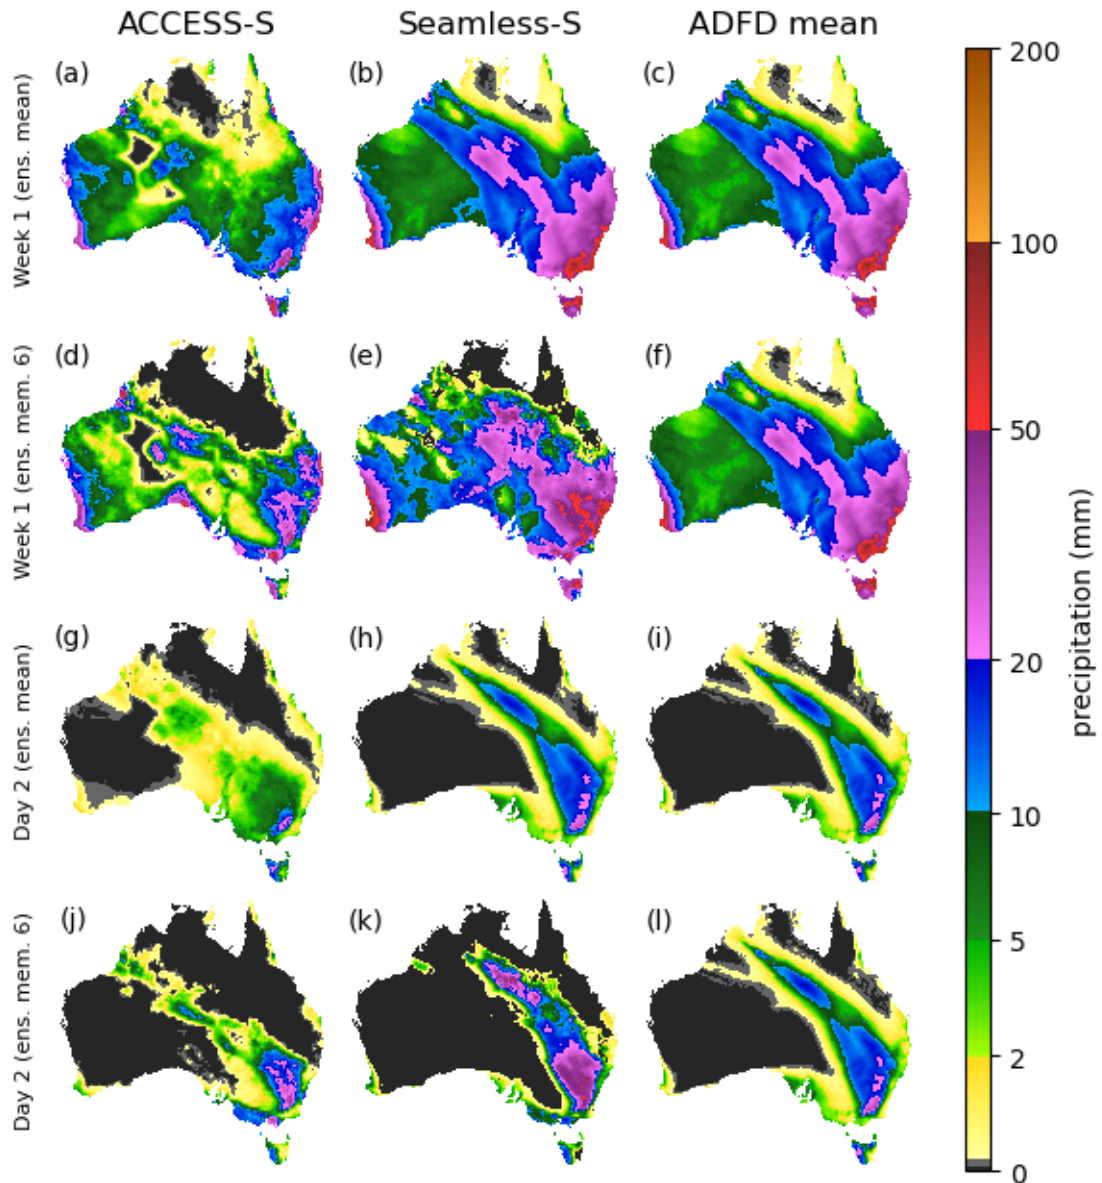 ACCESS-S Seamless-S ADFD mean
(a) (b) (c)
Week 1 (ens. mean)
(d) (e) (f)
Week 1 (ens. mem. 6)
(g) (h) (i)
Day 2 (ens. mean)
(j) (k) (l)
Day 2 (ens. mem. 6)
200
100
50
20
10
5
2
0
precipitation (mm)